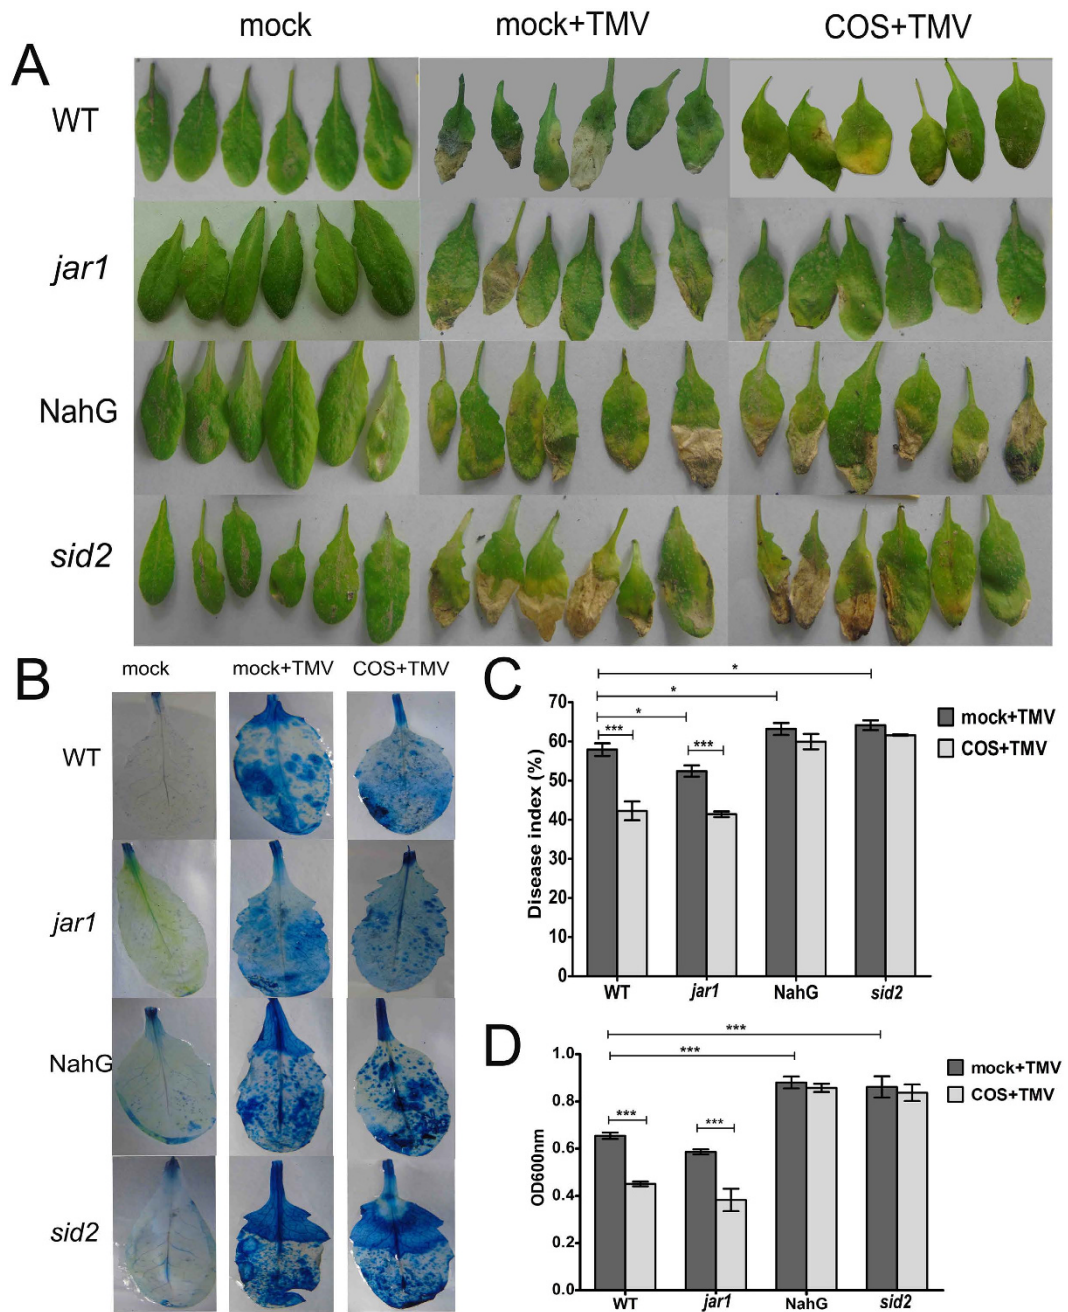 mock mock+TMV COS+TMV
A
WT
jar1
NahG
sid2
B
mock mock+TMV COS+TMV
WT
jar1
NahG
sid2
C
* 
*
*
*** ***
70
60
50
40
30
20
10
0
Disease index (%)
WT jar1 NahG sid2
mock+TMV
COS+TMV
D
***
***
*** ***
1.0
0.8
0.6
0.4
0.2
0.0
OD600nm
WT jar1 NahG sid2
mock+TMV
COS+TMV